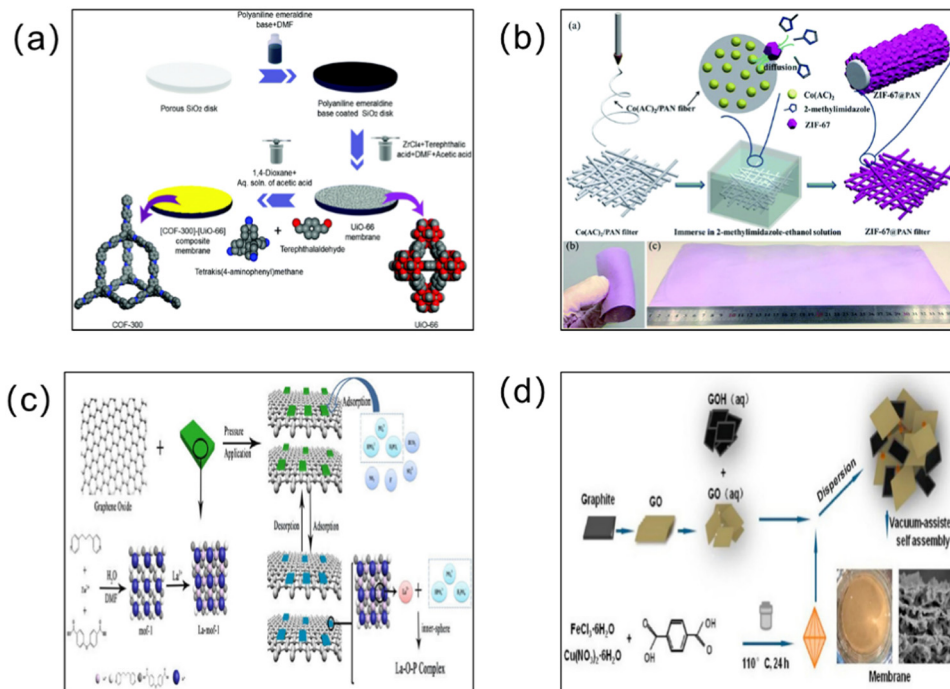 (a)
Polyaniline emeraldine
base+DMF
Porous SiO₂ disk
Polyaniline emeraldine
base coated SiO₂ disk
ZrCl₄+Terephthalic
acid+DMF+Acetic acid
1,4-Dioxane+
Aq. soln. of acetic acid
[COF-300]-[UiO-66]
composite
membrane
+
UiO-66
membrane
Terephthalaldehyde
Tetrakis(4-aminophenyl)methane
COF-300
UiO-66
(b)
(a)
diffusion
Co(AC)₂/PAN fiber
Co(AC)₂
2-methylimidazole
ZIF-67
ZIF-67@PAN
Co(AC)₂/PAN filter
Immerse in 2-methylimidazole-ethanol solution
ZIF-67@PAN filter
(b)
(c)
(c)
Graphene Oxide
+
Pressure
Application
Adsorption
Desorption
Adsorption
H₂O
DMF
La³⁺
mof-1
La-mof-1
+
inner-sphere
La-O-P Complex
(d)
GOH (aq)
+
Graphite
GO
GO (aq)
Dispersion
Vacuum-assiste
self assembly
FeCl₃·6H₂O
Cu(NO₃)₂·6H₂O
+
O
OH
OH
O
110° C, 24 h
Membrane